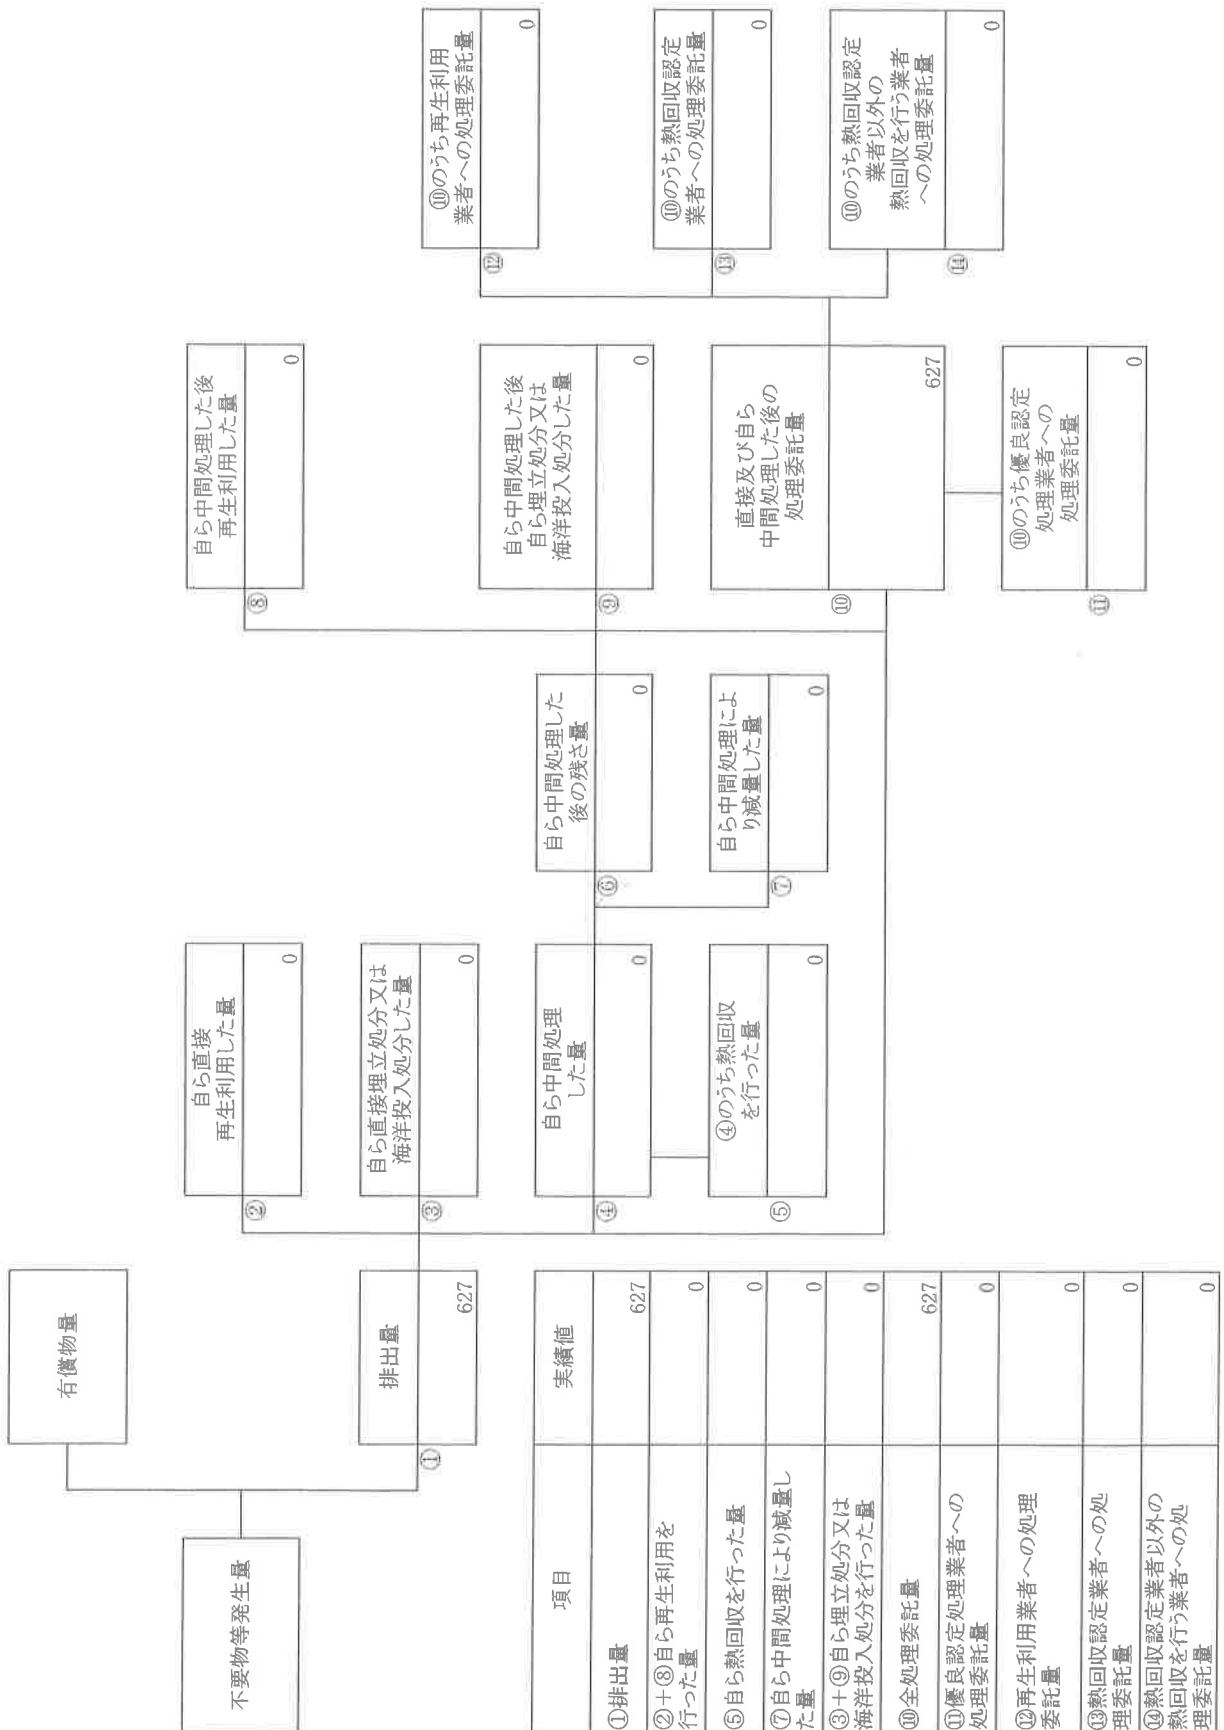 不要物等発生量
有償物量
①
排出量
627
②
自ら直接
再生利用した量
0
③
自ら直接埋立処分又は
海洋投入処分した量
0
④
自ら中間処理
した量
0
⑤
④のうち熱回収
を行った量
0
⑥
自ら中間処理した
後の残さ量
0
⑦
自ら中間処理によ
り減量した量
0
⑧
自ら中間処理した後
再生利用した量
0
⑨
自ら中間処理した後
自ら埋立処分又は
海洋投入処分した量
0
⑩
直接及び自ら
中間処理した後の
処理委託量
627
⑪
⑩のうち優良認定
処理業者への
処理委託量
0
⑫
⑩のうち再生利用
業者への処理委託量
0
⑬
⑩のうち熱回収認定
業者への処理委託量
0
⑭
⑩のうち熱回収認定
業者以外の
熱回収を行う業者
への処理委託量
0
項目 実績値
①排出量 627
②+⑧自ら再生利用を
行った量 0
⑤自ら熱回収を行った量 0
⑦自ら中間処理により減量し
た量 0
③+⑨自ら埋立処分又は
海洋投入処分を行った量 0
⑩全処理委託量 627
⑪優良認定処理業者への
処理委託量 0
⑫再生利用業者への処理
委託量 0
⑬熱回収認定業者への処
理委託量 0
⑭熱回収認定業者以外の
熱回収を行う業者への処
理委託量 0